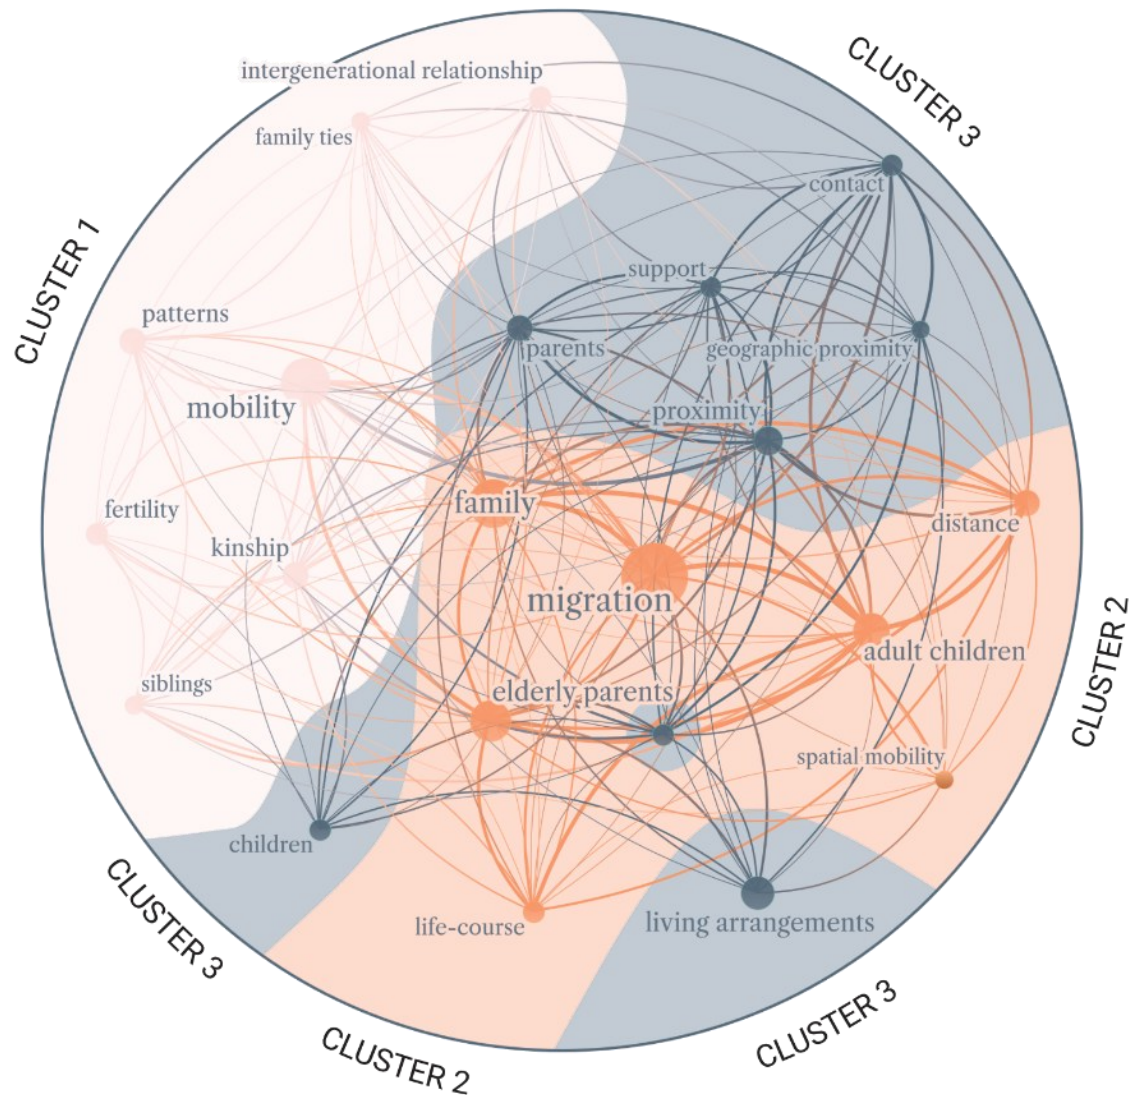 CLUSTER 3
intergenerational relationship
family ties
contact
CLUSTER 1
support
patterns
parents
geographic proximity
mobility
proximity
family
fertility
distance
kinship
migration
CLUSTER 2
adult children
siblings
elderly parents
spatial mobility
children
life-course
living arrangements
CLUSTER 3
CLUSTER 3
CLUSTER 2